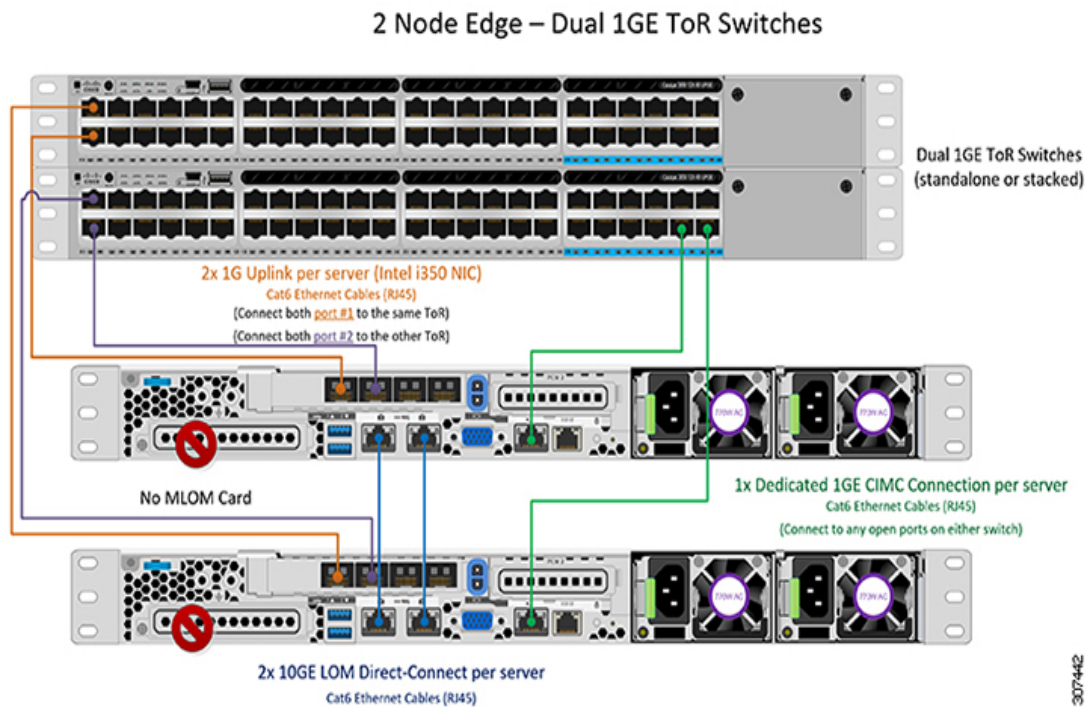 2 Node Edge – Dual 1GE ToR Switches
Dual 1GE ToR Switches
(standalone or stacked)
2x 1G Uplink per server (Intel i350 NIC)
Cat6 Ethernet Cables (RJ45)
(Connect both port #1 to the same ToR)
(Connect both port #2 to the other ToR)
No MLOM Card
1x Dedicated 1GE CIMC Connection per server
Cat6 Ethernet Cables (RJ45)
(Connect to any open ports on either switch)
2x 10GE LOM Direct-Connect per server
Cat6 Ethernet Cables (RJ45)
307442